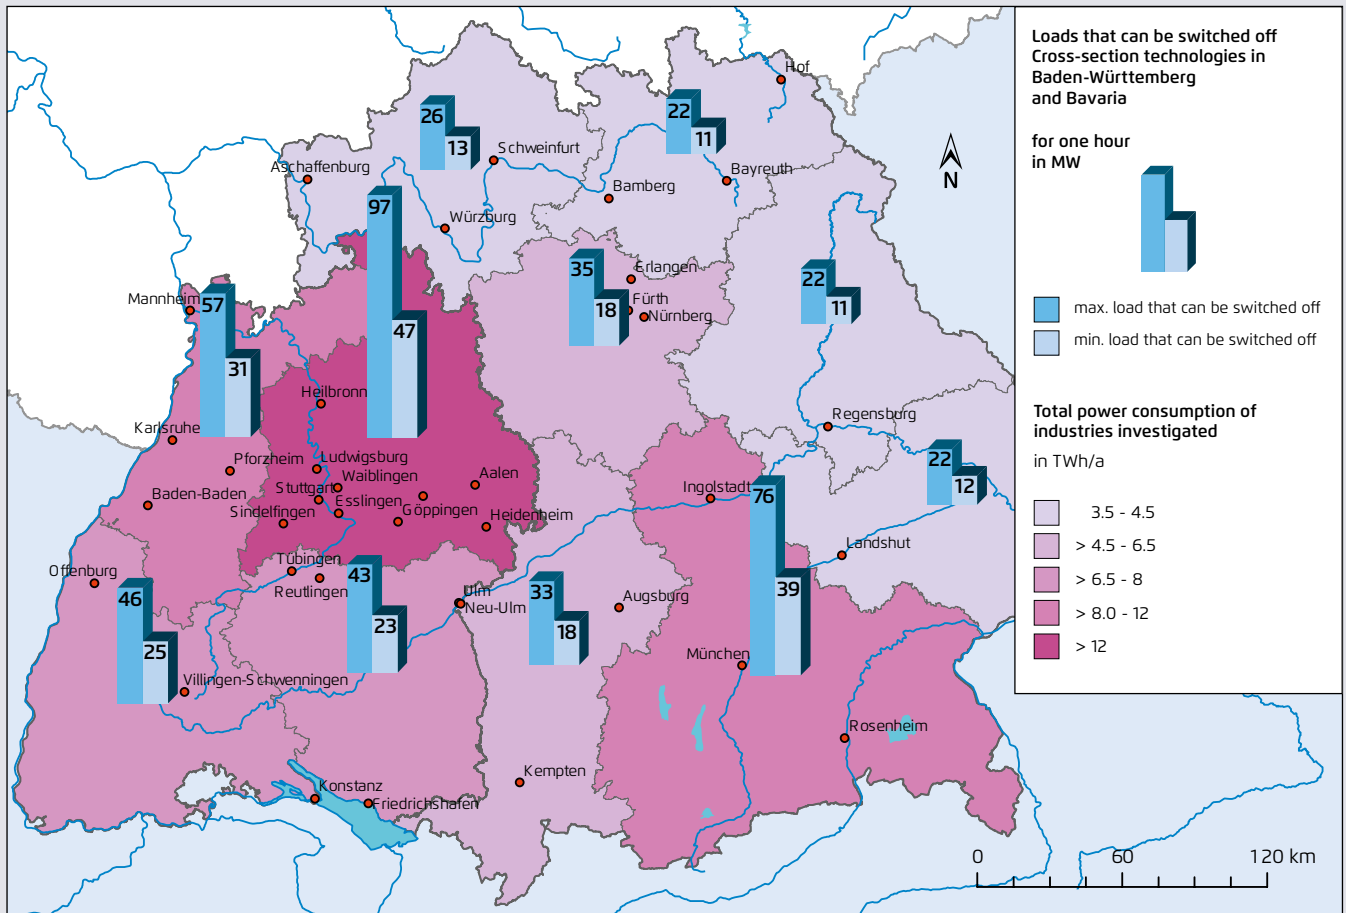 Loads that can be switched off
Cross-section technologies in
Baden-Württemberg
and Bavaria
for one hour
in MW
max. load that can be switched off
min. load that can be switched off
Total power consumption of
industries investigated
in TWh/a
3.5 - 4.5
> 4.5 - 6.5
> 6.5 - 8
> 8.0 - 12
> 12
N
0 60 120 km
Hof
26
13
22
11
Schweinfurt
Aschaffenburg
Bayreuth
Bamberg
97
47
Würzburg
35
18
Erlangen
22
11
Mannheim
57
31
Fürth
Nürnberg
Heilbronn
Karlsruhe
Regensburg
Pforzheim
Ludwigsburg
Waiblingen
Aalen
22
12
Baden-Baden
Stuttgart
Esslingen
Göppingen
Sindelfingen
Heidenheim
Ingolstadt
76
39
Landshut
Offenburg
Tübingen
Reutlingen
43
23
46
25
Ulm
Neu-Ulm
33
18
Augsburg
Villingen-Schwenningen
München
Rosenheim
Kempten
Konstanz
Friedrichshafen